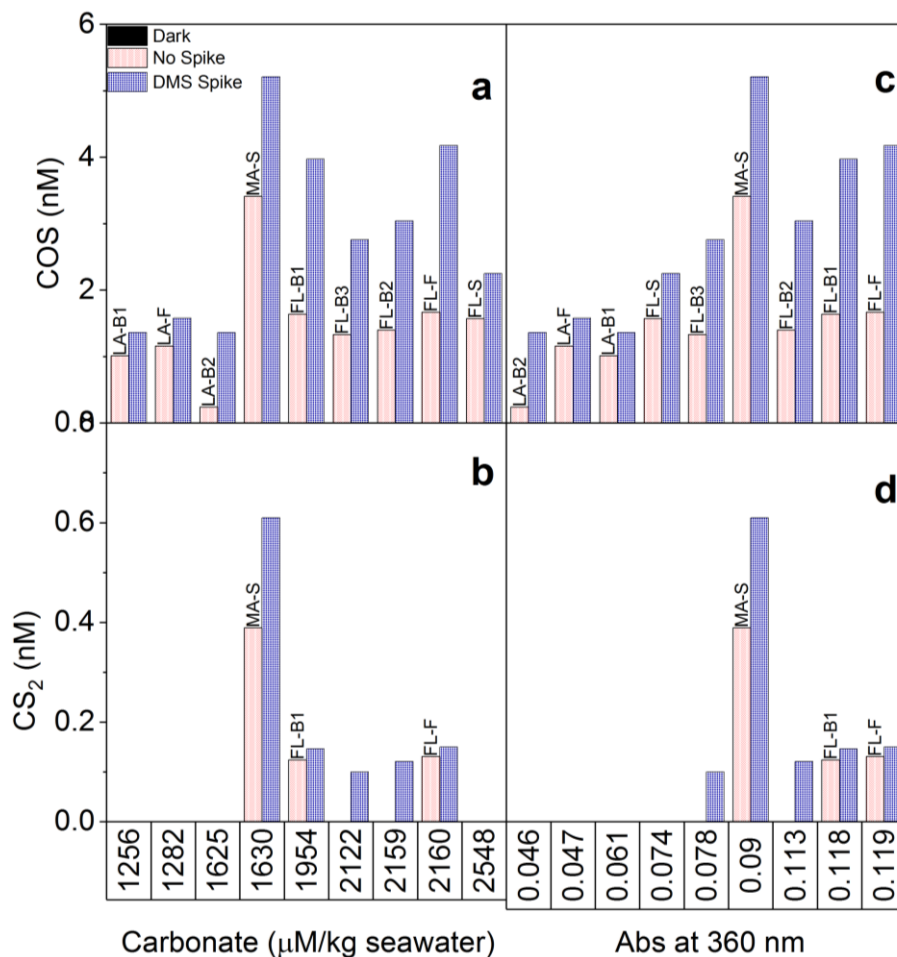 6
Dark
No Spike
DMS Spike
a
c
4
COS (nM)
MA-S
MA-S
2
LA-B1
LA-F
LA-B2
FL-B1
FL-B3
FL-B2
FL-F
FL-S
LA-B2
LA-F
LA-B1
FL-S
FL-B3
FL-B2
FL-B1
FL-F
0.8
b
d
0.6
CS2 (nM)
MA-S
MA-S
0.4
0.2
FL-B1
FL-F
FL-B1
FL-F
0.0
1256
1282
1625
1630
1954
2122
2159
2160
2548
0.046
0.047
0.061
0.074
0.078
0.09
0.113
0.118
0.119
Carbonate (μM/kg seawater)
Abs at 360 nm